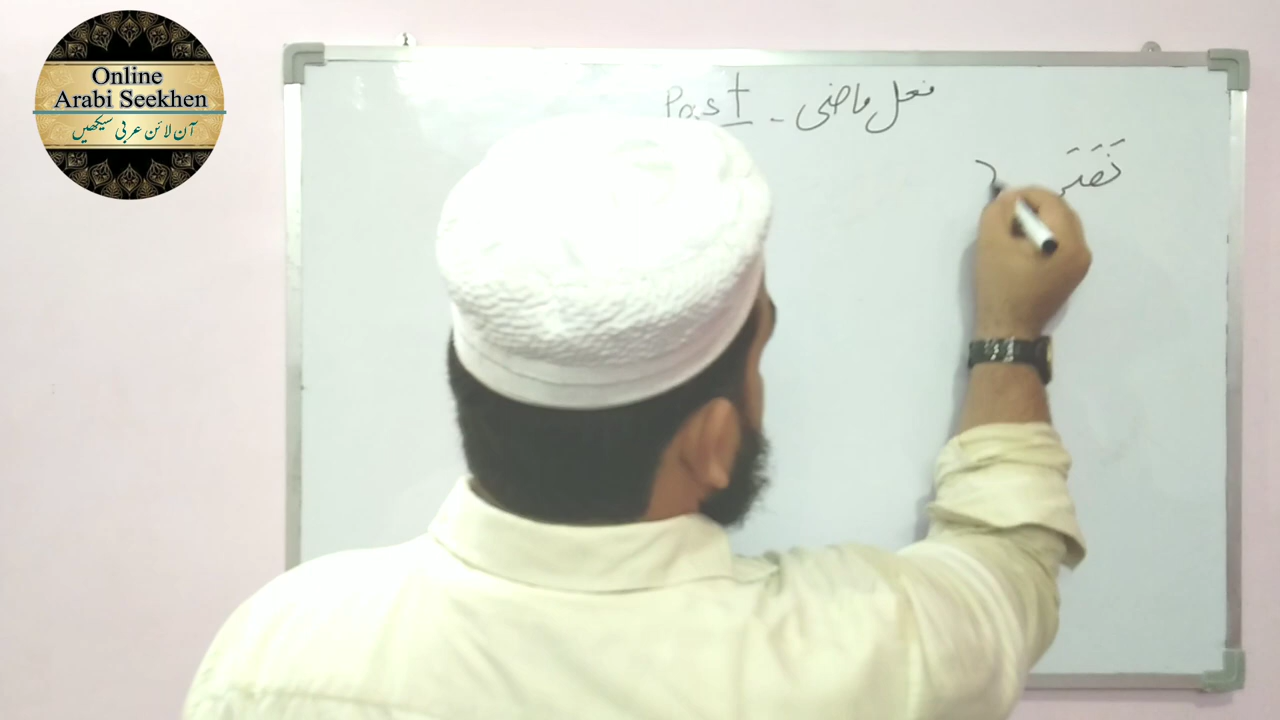 Online
Arabi Seekhen
آن لائن عربی سیکھیں
فعل ماضی - Past